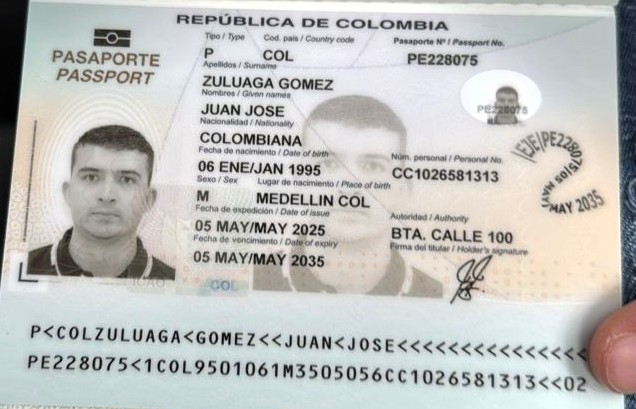 REPÚBLICA DE COLOMBIA
PASAPORTE
PASSPORT
Tipo / Type Cod. país / Country code Pasaporte Nº / Passport No.
P COL PE228075
Apellidos / Surname
ZULUAGA GOMEZ
Nombres / Given names
JUAN JOSE
Nacionalidad / Nationality
COLOMBIANA
Fecha de nacimiento / Date of birth Núm. personal / Personal No.
06 ENE/JAN 1995 CC1026581313
Sexo / Sex Lugar de nacimiento / Place of birth
M MEDELLIN COL
Fecha de expedición / Date of issue Autoridad / Authority
05 MAY/MAY 2025 BTA. CALLE 100
Fecha de vencimiento / Date of expiry Firma del titular / Holder's signature
05 MAY/MAY 2035
COL
PE228075
MAY 2035
P<COLZULUAGA<GOMEZ<<JUAN<JOSE<<<<<<<<<<<<<<<
PE228075<1COL9501061M3505056CC1026581313<<02